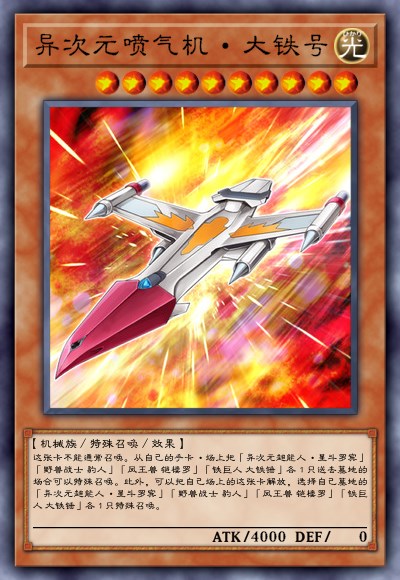 异次元喷气机・大铁号
光
【机械族/特殊召唤/效果】
这张卡不能通常召唤。从自己的手卡・场上把「异次元超能人・星斗罗宾」
「野兽战士 豹人」「凤王兽 铠楼罗」「铁巨人 大铁锤」各1只送去墓地的
场合可以特殊召唤。此外,可以把自己场上的这张卡解放,选择自己墓地的
「异次元超能人・星斗罗宾」「野兽战士 豹人」「凤王兽 铠楼罗」「铁巨
人 大铁锤」各1只特殊召唤。
ATK/4000 DEF/ 0